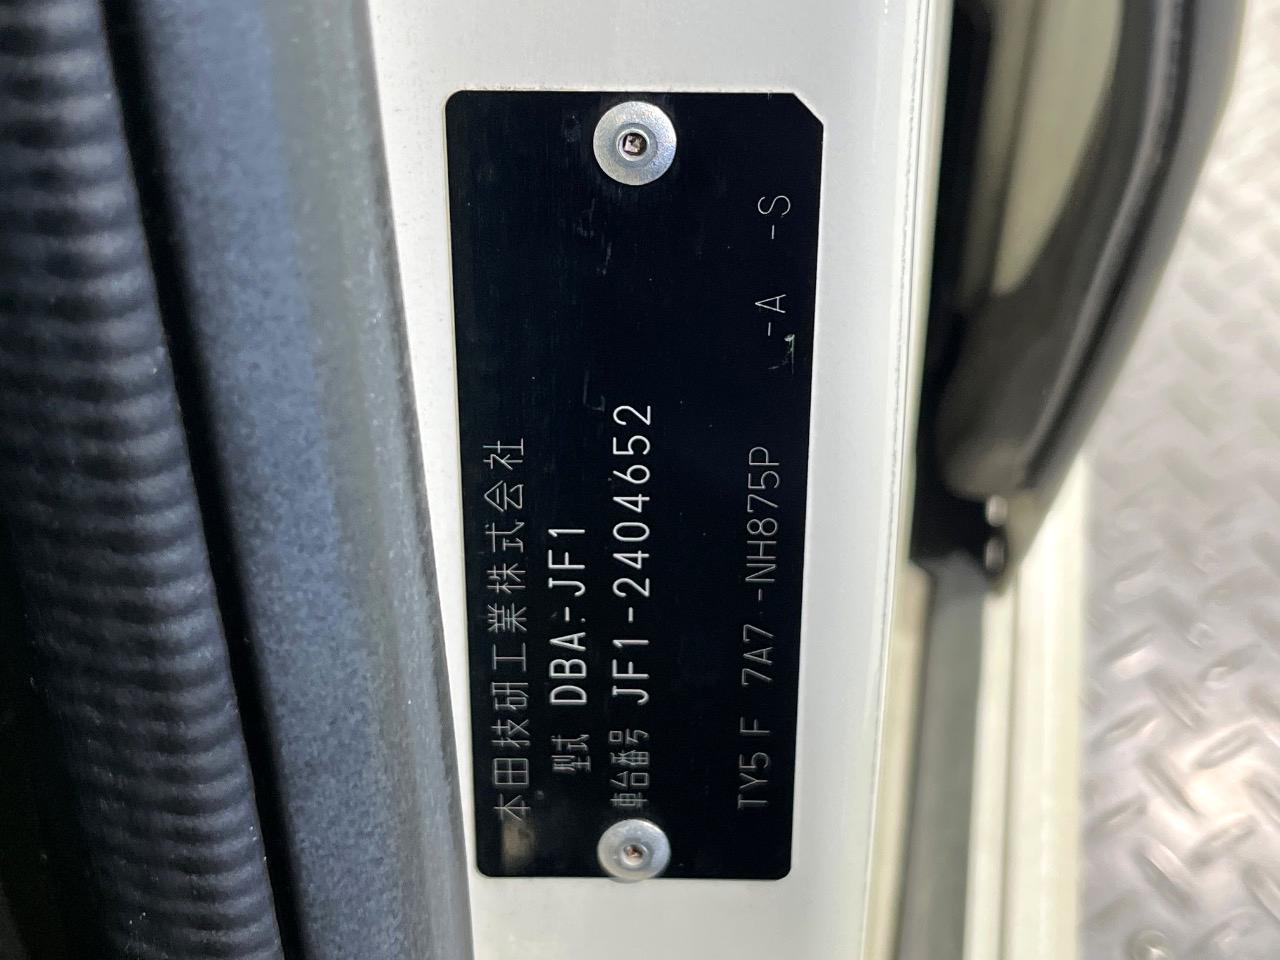 本田技研工業株式会社
型式 DBA-JF1
車台番号 JF1-2404652
TY5F 7A7 -NH875P -A -S